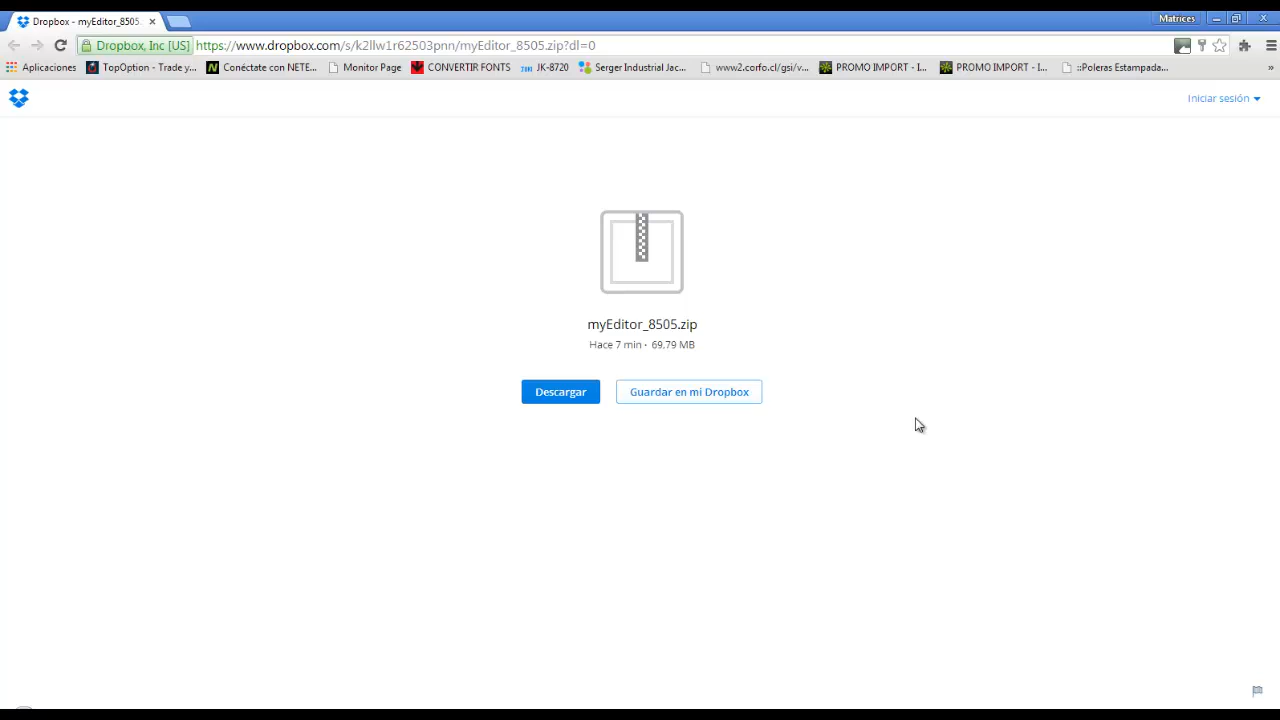 Dropbox - myEditor_8505.
Matrices
Dropbox, Inc [US]
https://www.dropbox.com/s/k2llw1r62503pnn/myEditor_8505.zip?dl=0
Aplicaciones
TopOption - Trade y...
Conéctate con NETE...
Monitor Page
CONVERTIR FONTS
JK-8720
Serger Industrial Jac...
www2.corfo.cl/gsi/v...
PROMO IMPORT - I...
PROMO IMPORT - I...
::Poleras Estampada...
»
Iniciar sesión
myEditor_8505.zip
Hace 7 min · 69,79 MB
Descargar
Guardar en mi Dropbox